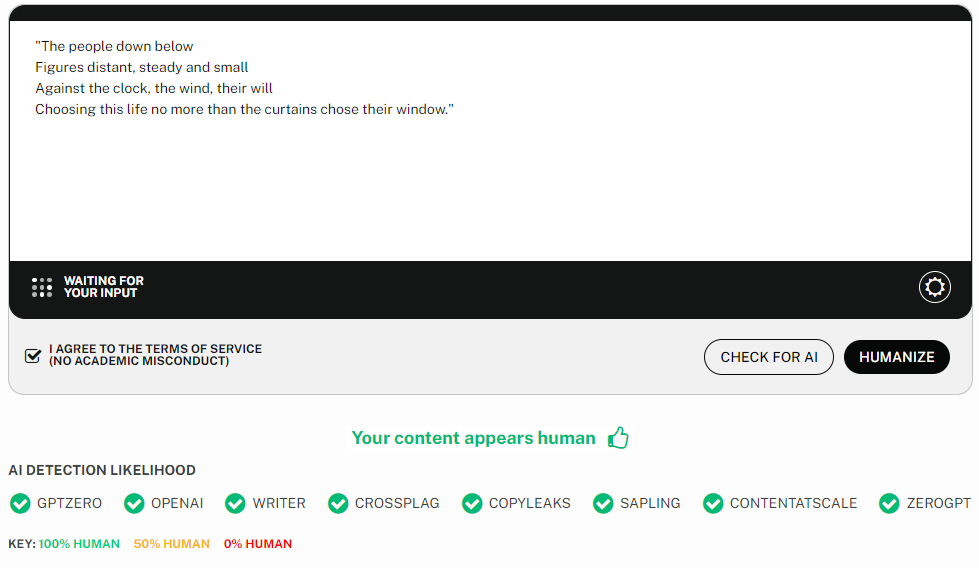 "The people down below
Figures distant, steady and small
Against the clock, the wind, their will
Choosing this life no more than the curtains chose their window."
WAITING FOR
YOUR INPUT
I AGREE TO THE TERMS OF SERVICE
(NO ACADEMIC MISCONDUCT)
CHECK FOR AI
HUMANIZE
Your content appears human
AI DETECTION LIKELIHOOD
GPTZERO OPENAI WRITER CROSSPLAG COPYLEAKS SAPLING CONTENTATSCALE ZEROGPT
KEY: 100% HUMAN 50% HUMAN 0% HUMAN